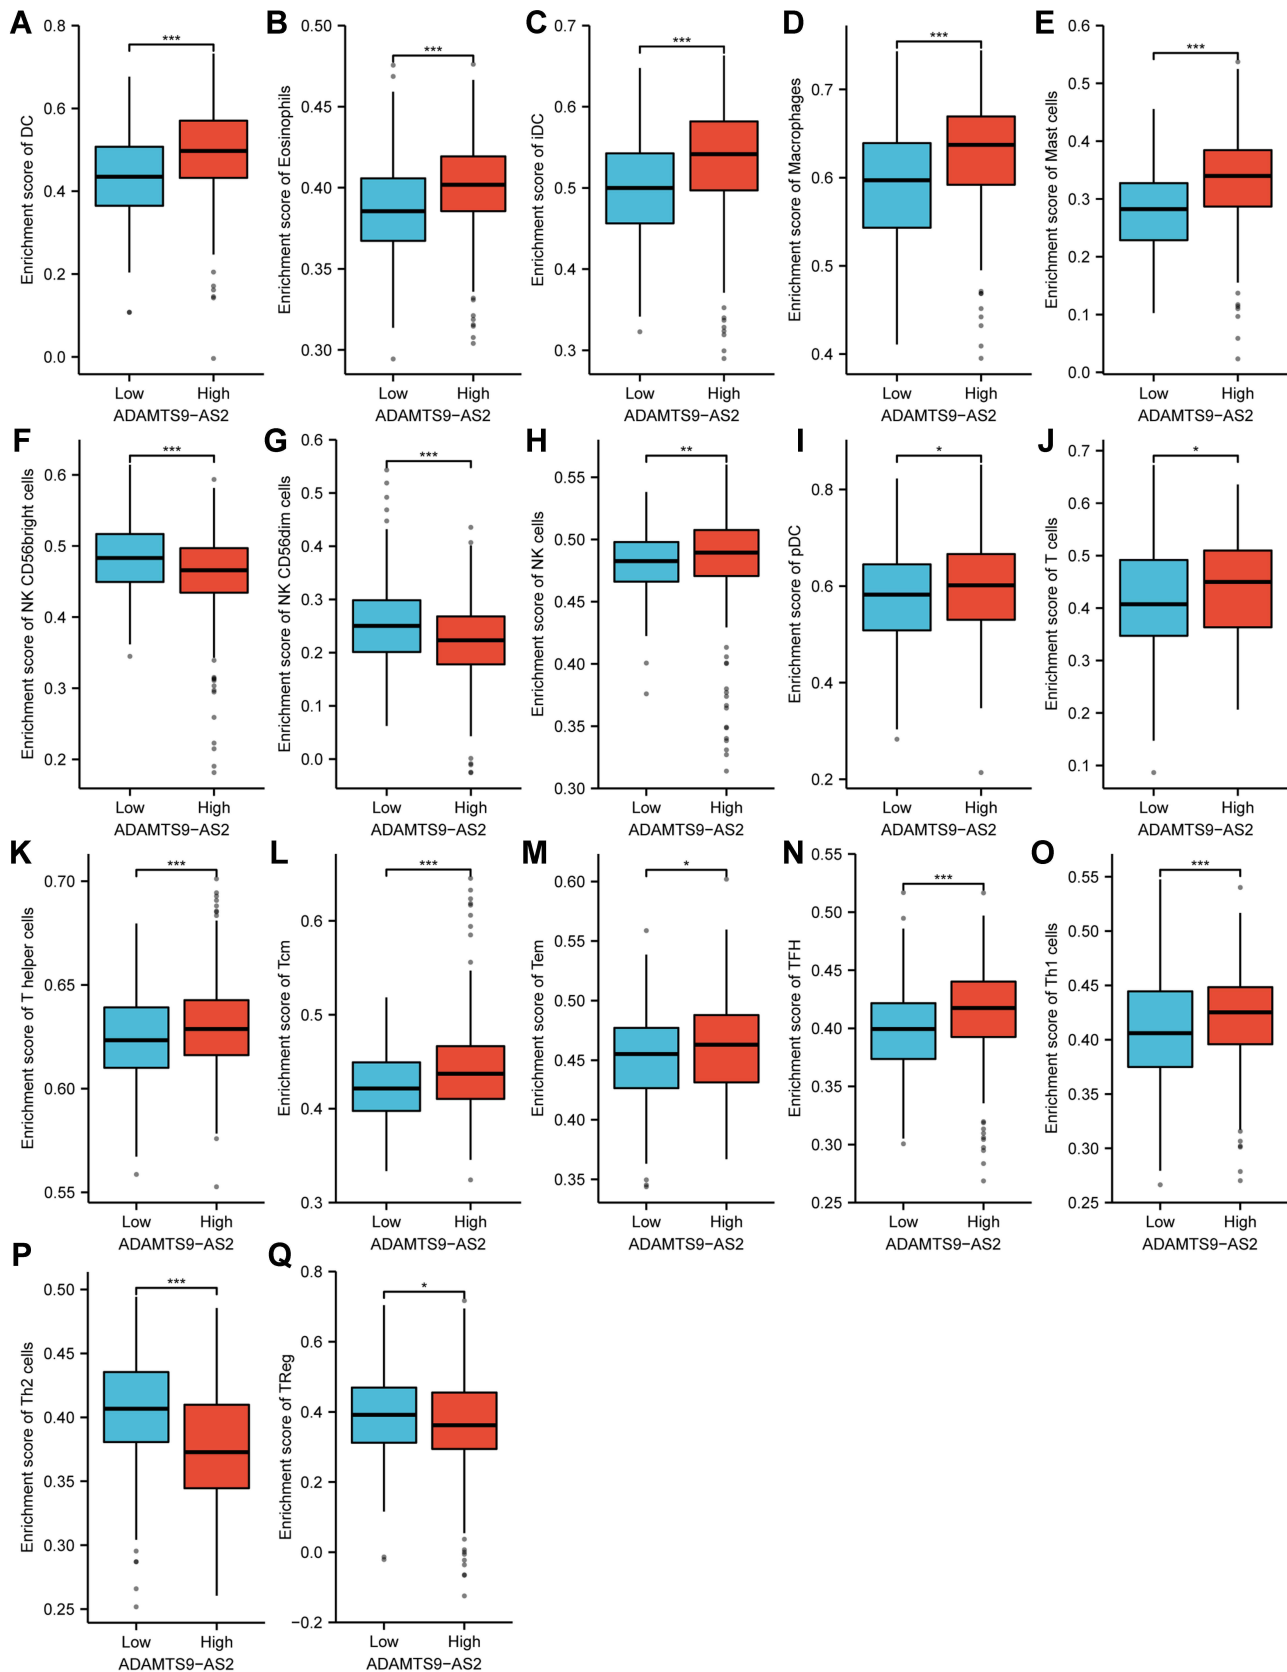 A
Enrichment score of DC
0.8
0.6
0.4
0.2
0.0
***
Low
High
ADAMTS9−AS2
B
Enrichment score of Eosinophils
0.50
0.45
0.40
0.35
0.30
***
Low
High
ADAMTS9−AS2
C
Enrichment score of iDC
0.7
0.6
0.5
0.4
0.3
***
Low
High
ADAMTS9−AS2
D
Enrichment score of Macrophages
0.7
0.6
0.5
0.4
***
Low
High
ADAMTS9−AS2
E
Enrichment score of Mast cells
0.6
0.5
0.4
0.3
0.2
0.1
0.0
***
Low
High
ADAMTS9−AS2
F
Enrichment score of NK CD56bright cells
0.6
0.5
0.4
0.3
0.2
***
Low
High
ADAMTS9−AS2
G
Enrichment score of NK CD56dim cells
0.6
0.5
0.4
0.3
0.2
0.1
0.0
***
Low
High
ADAMTS9−AS2
H
Enrichment score of NK cells
0.55
0.50
0.45
0.40
0.35
0.30
**
Low
High
ADAMTS9−AS2
I
Enrichment score of pDC
0.8
0.6
0.4
0.2
*
Low
High
ADAMTS9−AS2
J
Enrichment score of T cells
0.7
0.6
0.5
0.4
0.3
0.2
0.1
*
Low
High
ADAMTS9−AS2
K
Enrichment score of T helper cells
0.70
0.65
0.60
0.55
***
Low
High
ADAMTS9−AS2
L
Enrichment score of Tcm
0.6
0.5
0.4
0.3
***
Low
High
ADAMTS9−AS2
M
Enrichment score of Tem
0.60
0.55
0.50
0.45
0.40
0.35
*
Low
High
ADAMTS9−AS2
N
Enrichment score of TFH
0.55
0.50
0.45
0.40
0.35
0.30
0.25
***
Low
High
ADAMTS9−AS2
O
Enrichment score of Th1 cells
0.55
0.50
0.45
0.40
0.35
0.30
0.25
***
Low
High
ADAMTS9−AS2
P
Enrichment score of Th2 cells
0.50
0.45
0.40
0.35
0.30
0.25
***
Low
High
ADAMTS9−AS2
Q
Enrichment score of TReg
0.8
0.6
0.4
0.2
0.0
−0.2
*
Low
High
ADAMTS9−AS2